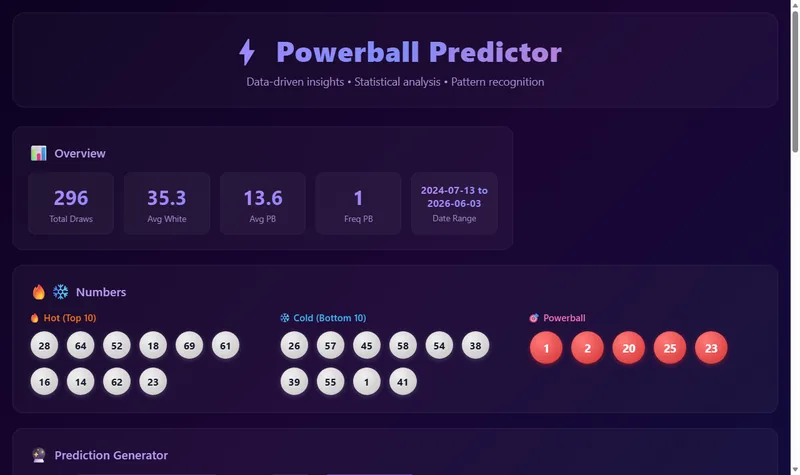 ⚡ Powerball Predictor
Data-driven insights • Statistical analysis • Pattern recognition
📊 Overview
296
Total Draws
35.3
Avg White
13.6
Avg PB
1
Freq PB
2024-07-13 to
2026-06-03
Date Range
🔥 ❄️ Numbers
🔥 Hot (Top 10)
28 64 52 18 69 61
16 14 62 23
❄️ Cold (Bottom 10)
26 57 45 58 54 38
39 55 1 41
🎯 Powerball
1 2 20 25 23
🔮 Prediction Generator